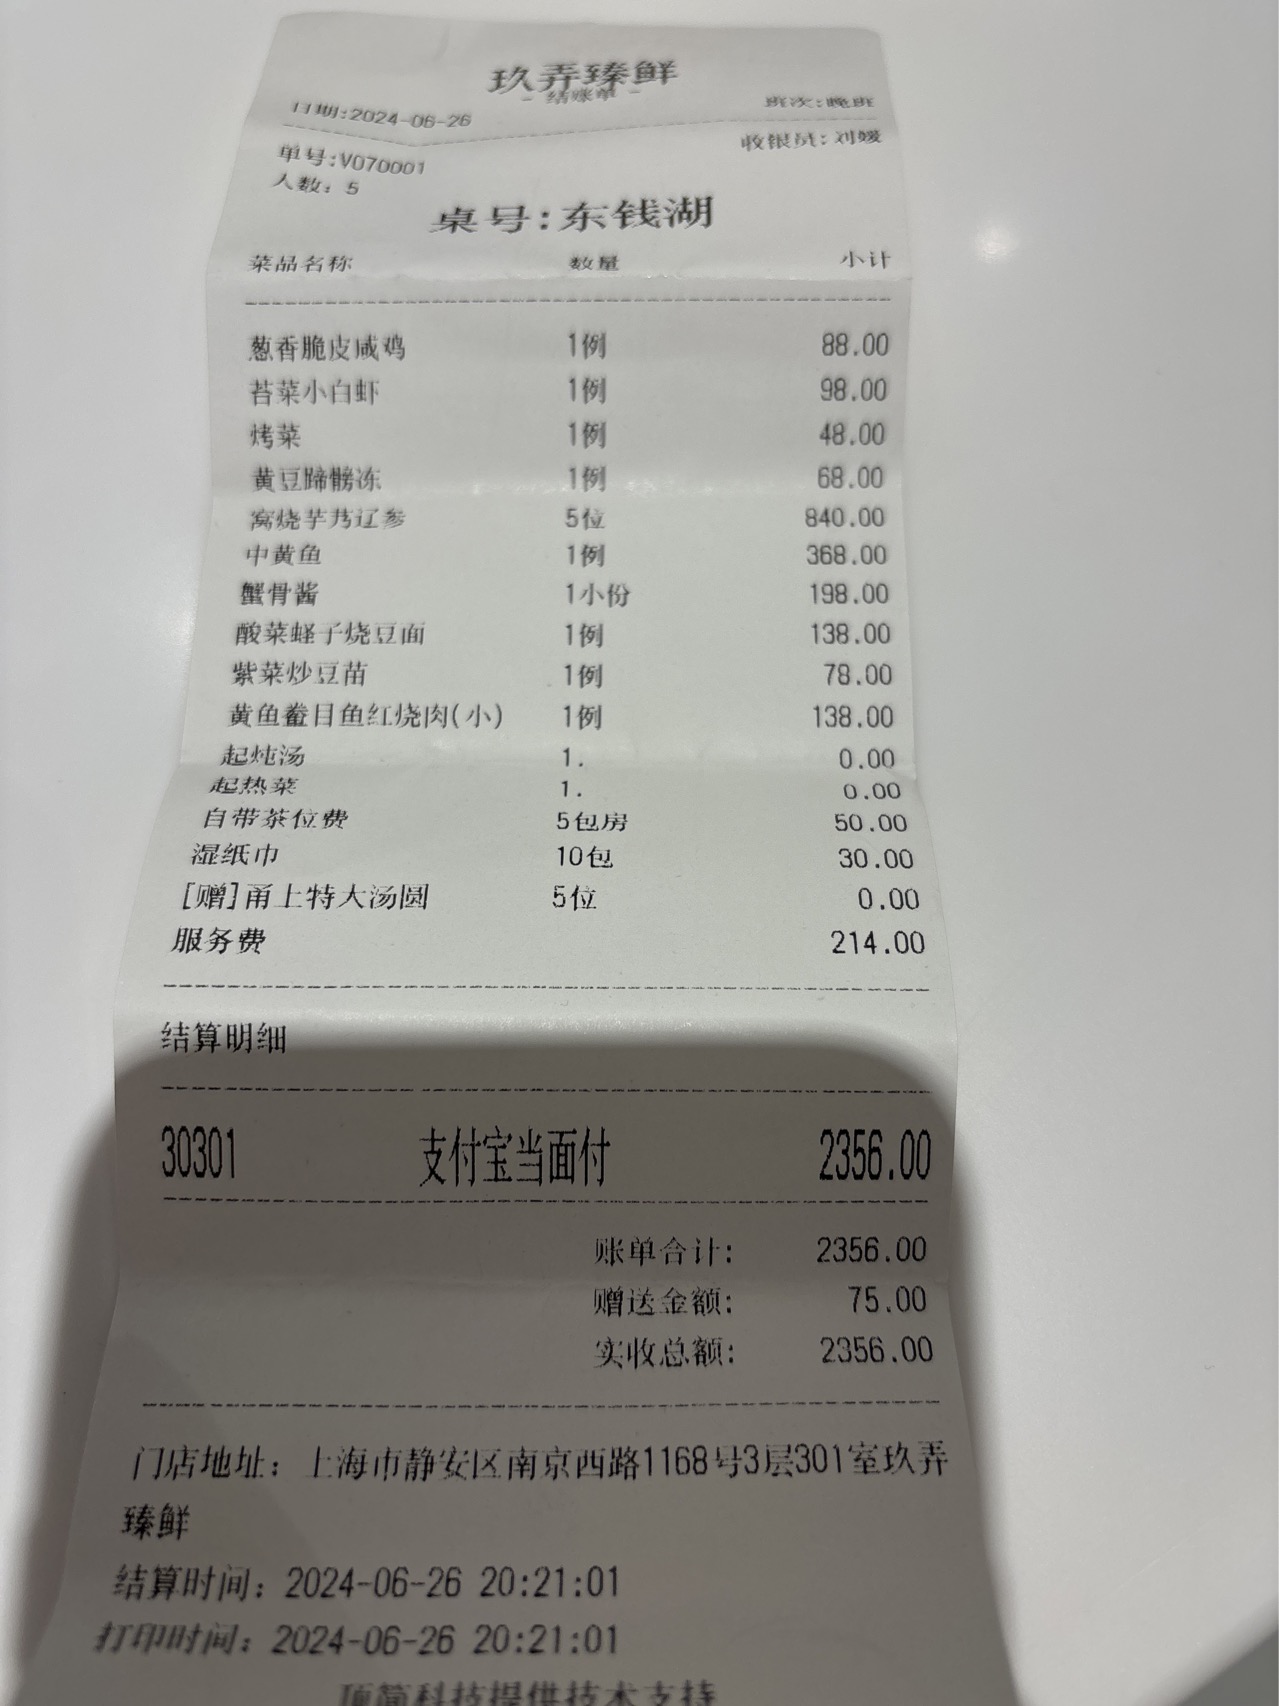 玖弄臻鲜
- 结账单 -
日期:2024-06-26 班次:晚班
单号:V070001 收银员:刘媛
人数: 5
桌号:东钱湖
菜品名称 数量 小计
葱香脆皮咸鸡 1例 88.00
苔菜小白虾 1例 98.00
烤菜 1例 48.00
黄豆蹄髈冻 1例 68.00
窝烧芋艿辽参 5位 840.00
中黄鱼 1例 368.00
蟹骨酱 1小份 198.00
酸菜蛏子烧豆面 1例 138.00
紫菜炒豆苗 1例 78.00
黄鱼鲞目鱼红烧肉(小) 1例 138.00
起炖汤 1. 0.00
起热菜 1. 0.00
自带茶位费 5包房 50.00
湿纸巾 10包 30.00
[赠]甬上特大汤圆 5位 0.00
服务费 214.00
结算明细
30301 支付宝当面付 2356.00
账单合计: 2356.00
赠送金额: 75.00
实收总额: 2356.00
门店地址: 上海市静安区南京西路1168号3层301室玖弄
臻鲜
结算时间: 2024-06-26 20:21:01
打印时间: 2024-06-26 20:21:01
顶简科技提供技术支持